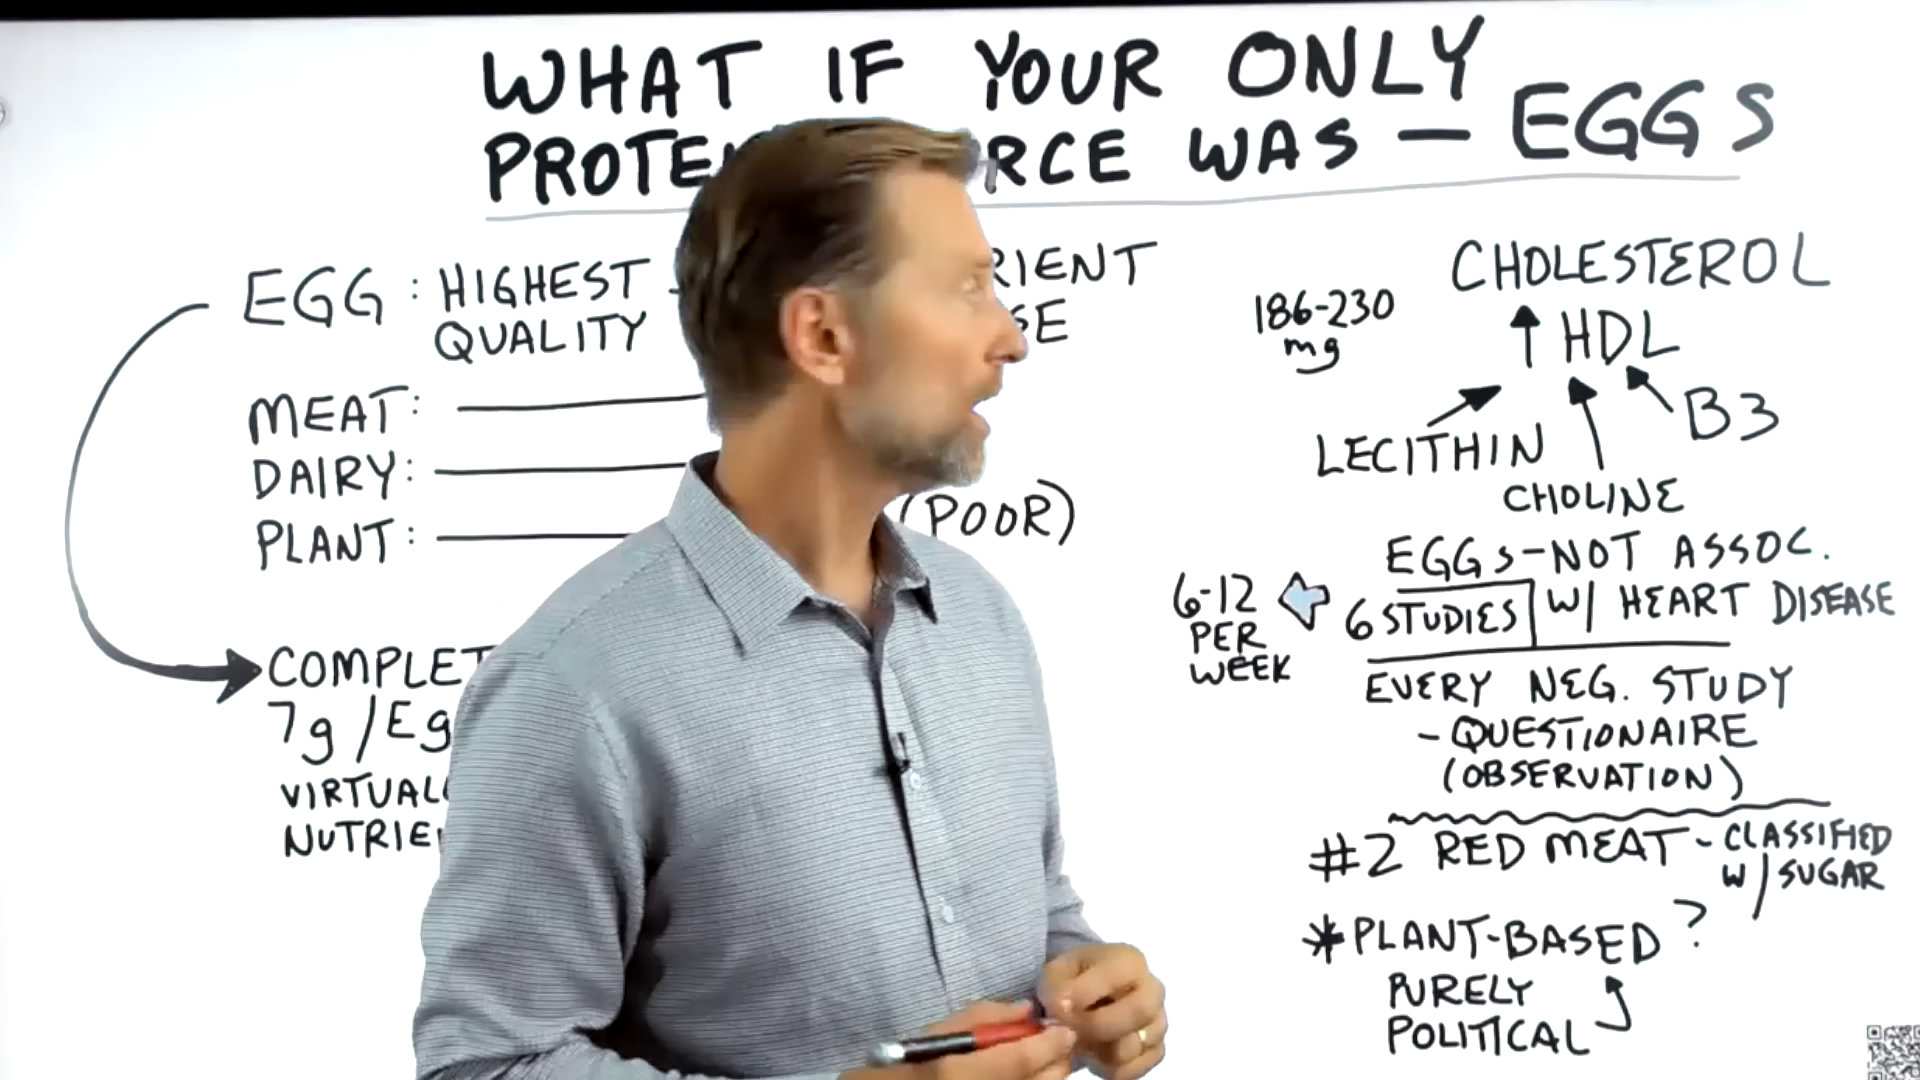 WHAT IF YOUR ONLY
PROTE RCE WAS — EGGS
EGG: HIGHEST RIENT
QUALITY SE
MEAT:
DAIRY:
PLANT: (POOR)
COMPLET
7g/Eg
VIRTUAL
NUTRIE
CHOLESTEROL
186-230
mg
↑ HDL
B3
LECITHIN
CHOLINE
EGGs-NOT ASSOC.
6 STUDIES W/ HEART DISEASE
6-12
PER
WEEK
EVERY NEG. STUDY
- QUESTIONAIRE
(OBSERVATION)
#2 RED MEAT - CLASSIFIED
W/SUGAR
*PLANT-BASED ?
PURELY
POLITICAL